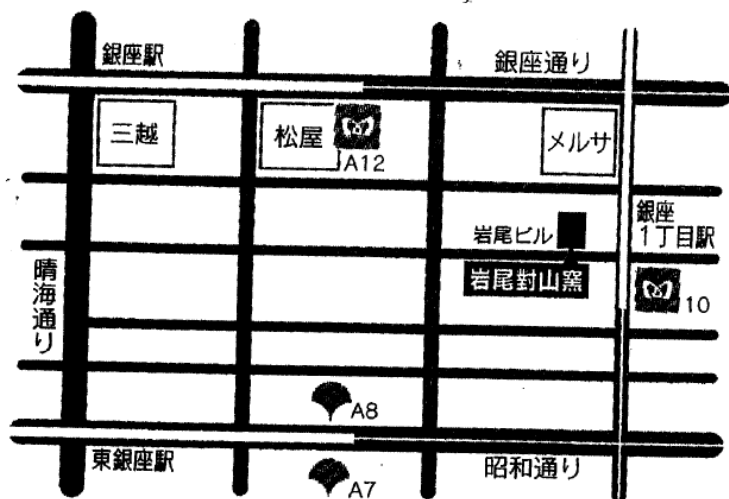 銀座駅
銀座通り
三越
松屋
A12
メルサ
銀座
1丁目駅
岩尾ビル
岩尾對山窯
10
晴海通り
A8
東銀座駅
昭和通り
A7